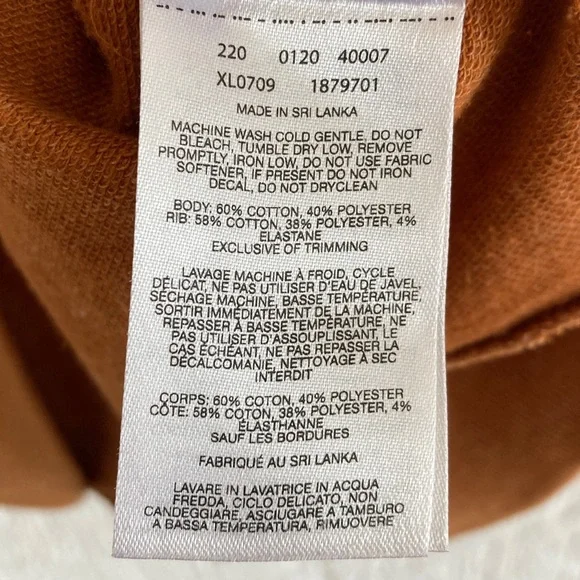 220 0120 40007
XL0709 1879701
MADE IN SRI LANKA
MACHINE WASH COLD GENTLE, DO NOT
BLEACH, TUMBLE DRY LOW, REMOVE
PROMPTLY, IRON LOW, DO NOT USE FABRIC
SOFTENER, IF PRESENT DO NOT IRON
DECAL, DO NOT DRYCLEAN
BODY: 60% COTTON, 40% POLYESTER
RIB: 58% COTTON, 38% POLYESTER, 4%
ELASTANE
EXCLUSIVE OF TRIMMING
LAVAGE MACHINE À FROID, CYCLE
DÉLICAT, NE PAS UTILISER D'EAU DE JAVEL,
SÉCHAGE MACHINE, BASSE TEMPÉRATURE,
SORTIR IMMÉDIATEMENT DE LA MACHINE,
REPASSER À BASSE TEMPÉRATURE, NE
PAS UTILISER D'ASSOUPLISSANT. LE
CAS ÉCHÉANT, NE PAS REPASSER LA
DÉCALCOMANIE, NETTOYAGE À SEC
INTERDIT
CORPS: 60% COTON, 40% POLYESTER
CÔTE: 58% COTON, 38% POLYESTER, 4%
ÉLASTHANNE
SAUF LES BORDURES
FABRIQUÉ AU SRI LANKA
LAVARE IN LAVATRICE IN ACQUA
FREDDA, CICLO DELICATO, NON
CANDEGGIARE, ASCIUGARE A TAMBURO
A BASSA TEMPERATURA, RIMUOVERE